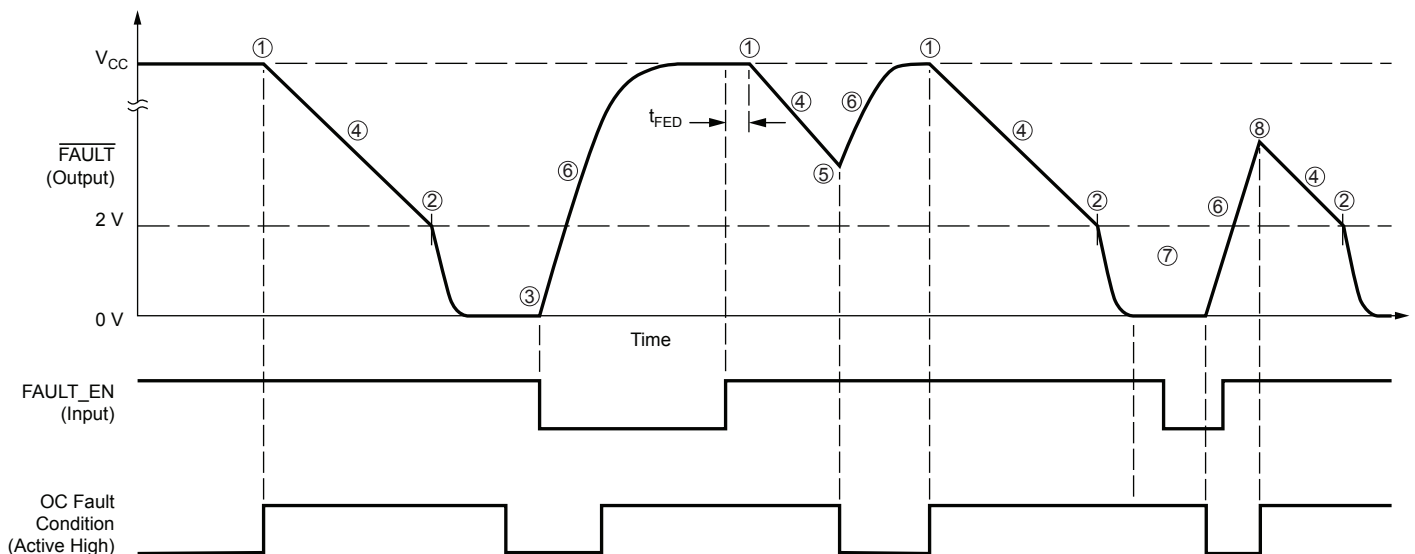 ① ① ①
V_CC
④ ⑥
t_FED
④ ⑧
FAULT
(Output)
④ ⑥ ⑤ ④
② ② ⑥ ②
2 V
⑦
③
0 V
Time
FAULT_EN
(Input)
OC Fault
Condition
(Active High)